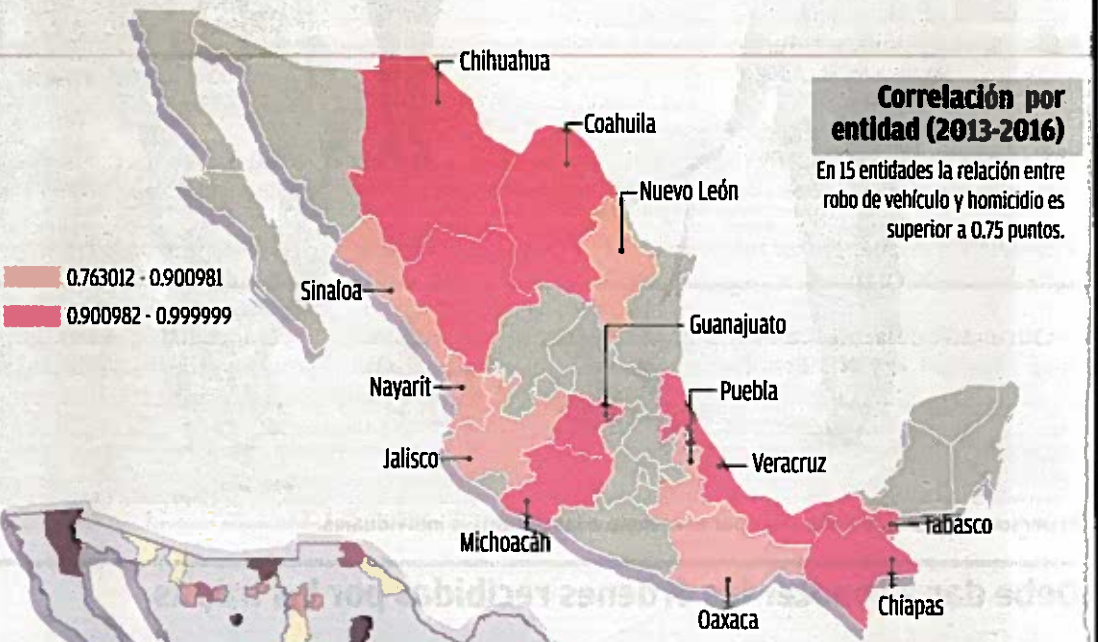 Correlación por
entidad (2013-2016)
En 15 entidades la relación entre
robo de vehículo y homicidio es
superior a 0.75 puntos.
0.763012 - 0.900981
0.900982 - 0.999999
Chihuahua
Coahuila
Nuevo León
Sinaloa
Guanajuato
Nayarit
Puebla
Jalisco
Veracruz
Michoacán
Tabasco
Oaxaca
Chiapas